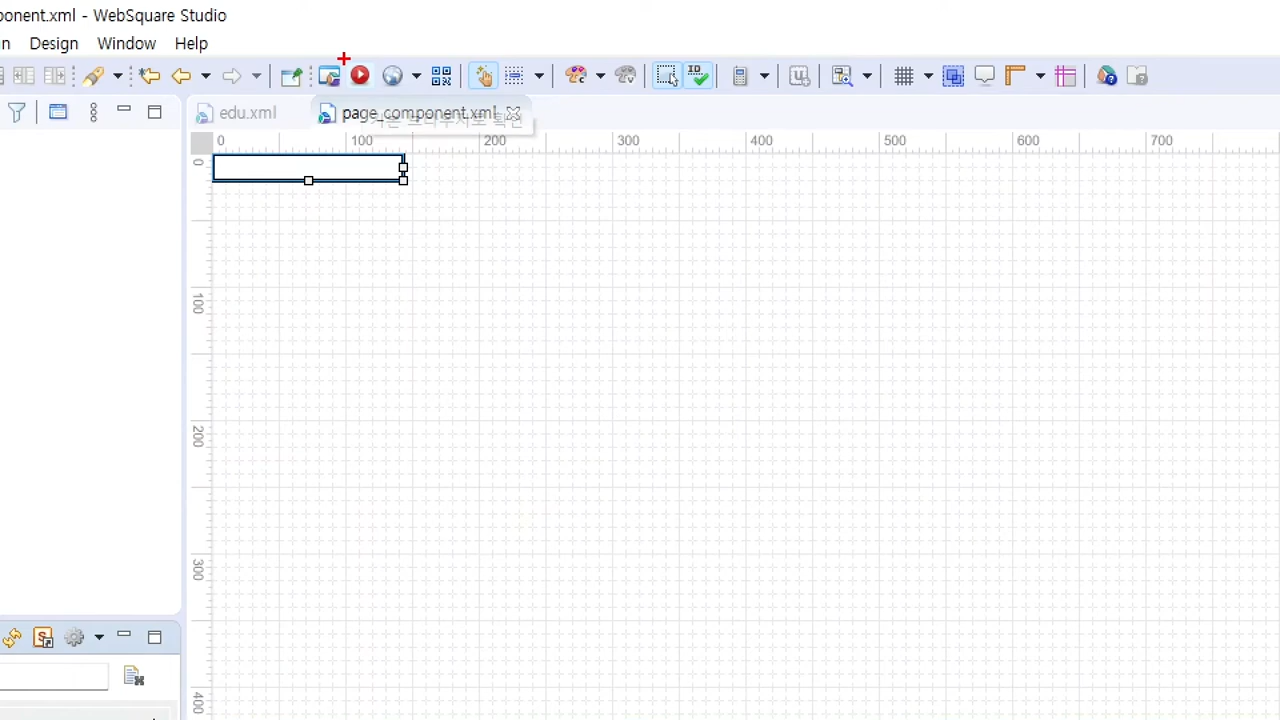 onent.xml - WebSquare Studio
n Design Window Help
edu.xml page_component.xml
0 100 200 300 400 500 600 700
0
100
200
300
400